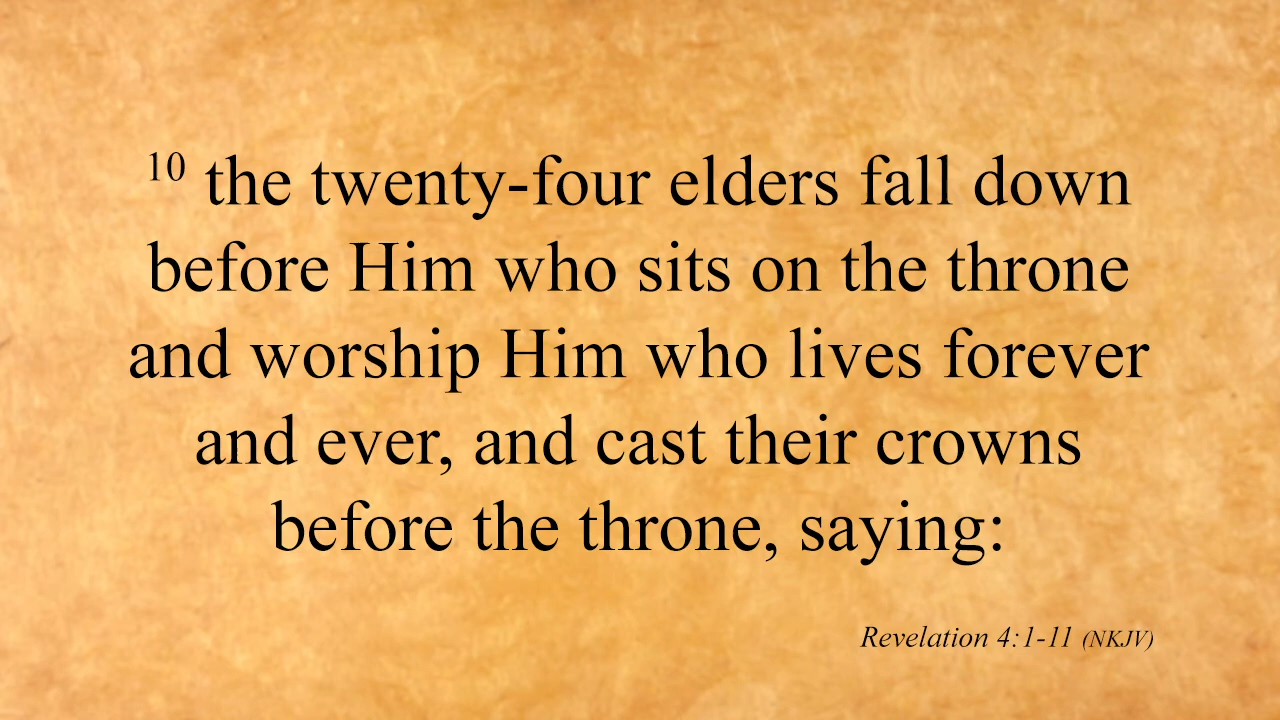 10 the twenty-four elders fall down
before Him who sits on the throne
and worship Him who lives forever
and ever, and cast their crowns
before the throne, saying:
Revelation 4:1-11 (NKJV)